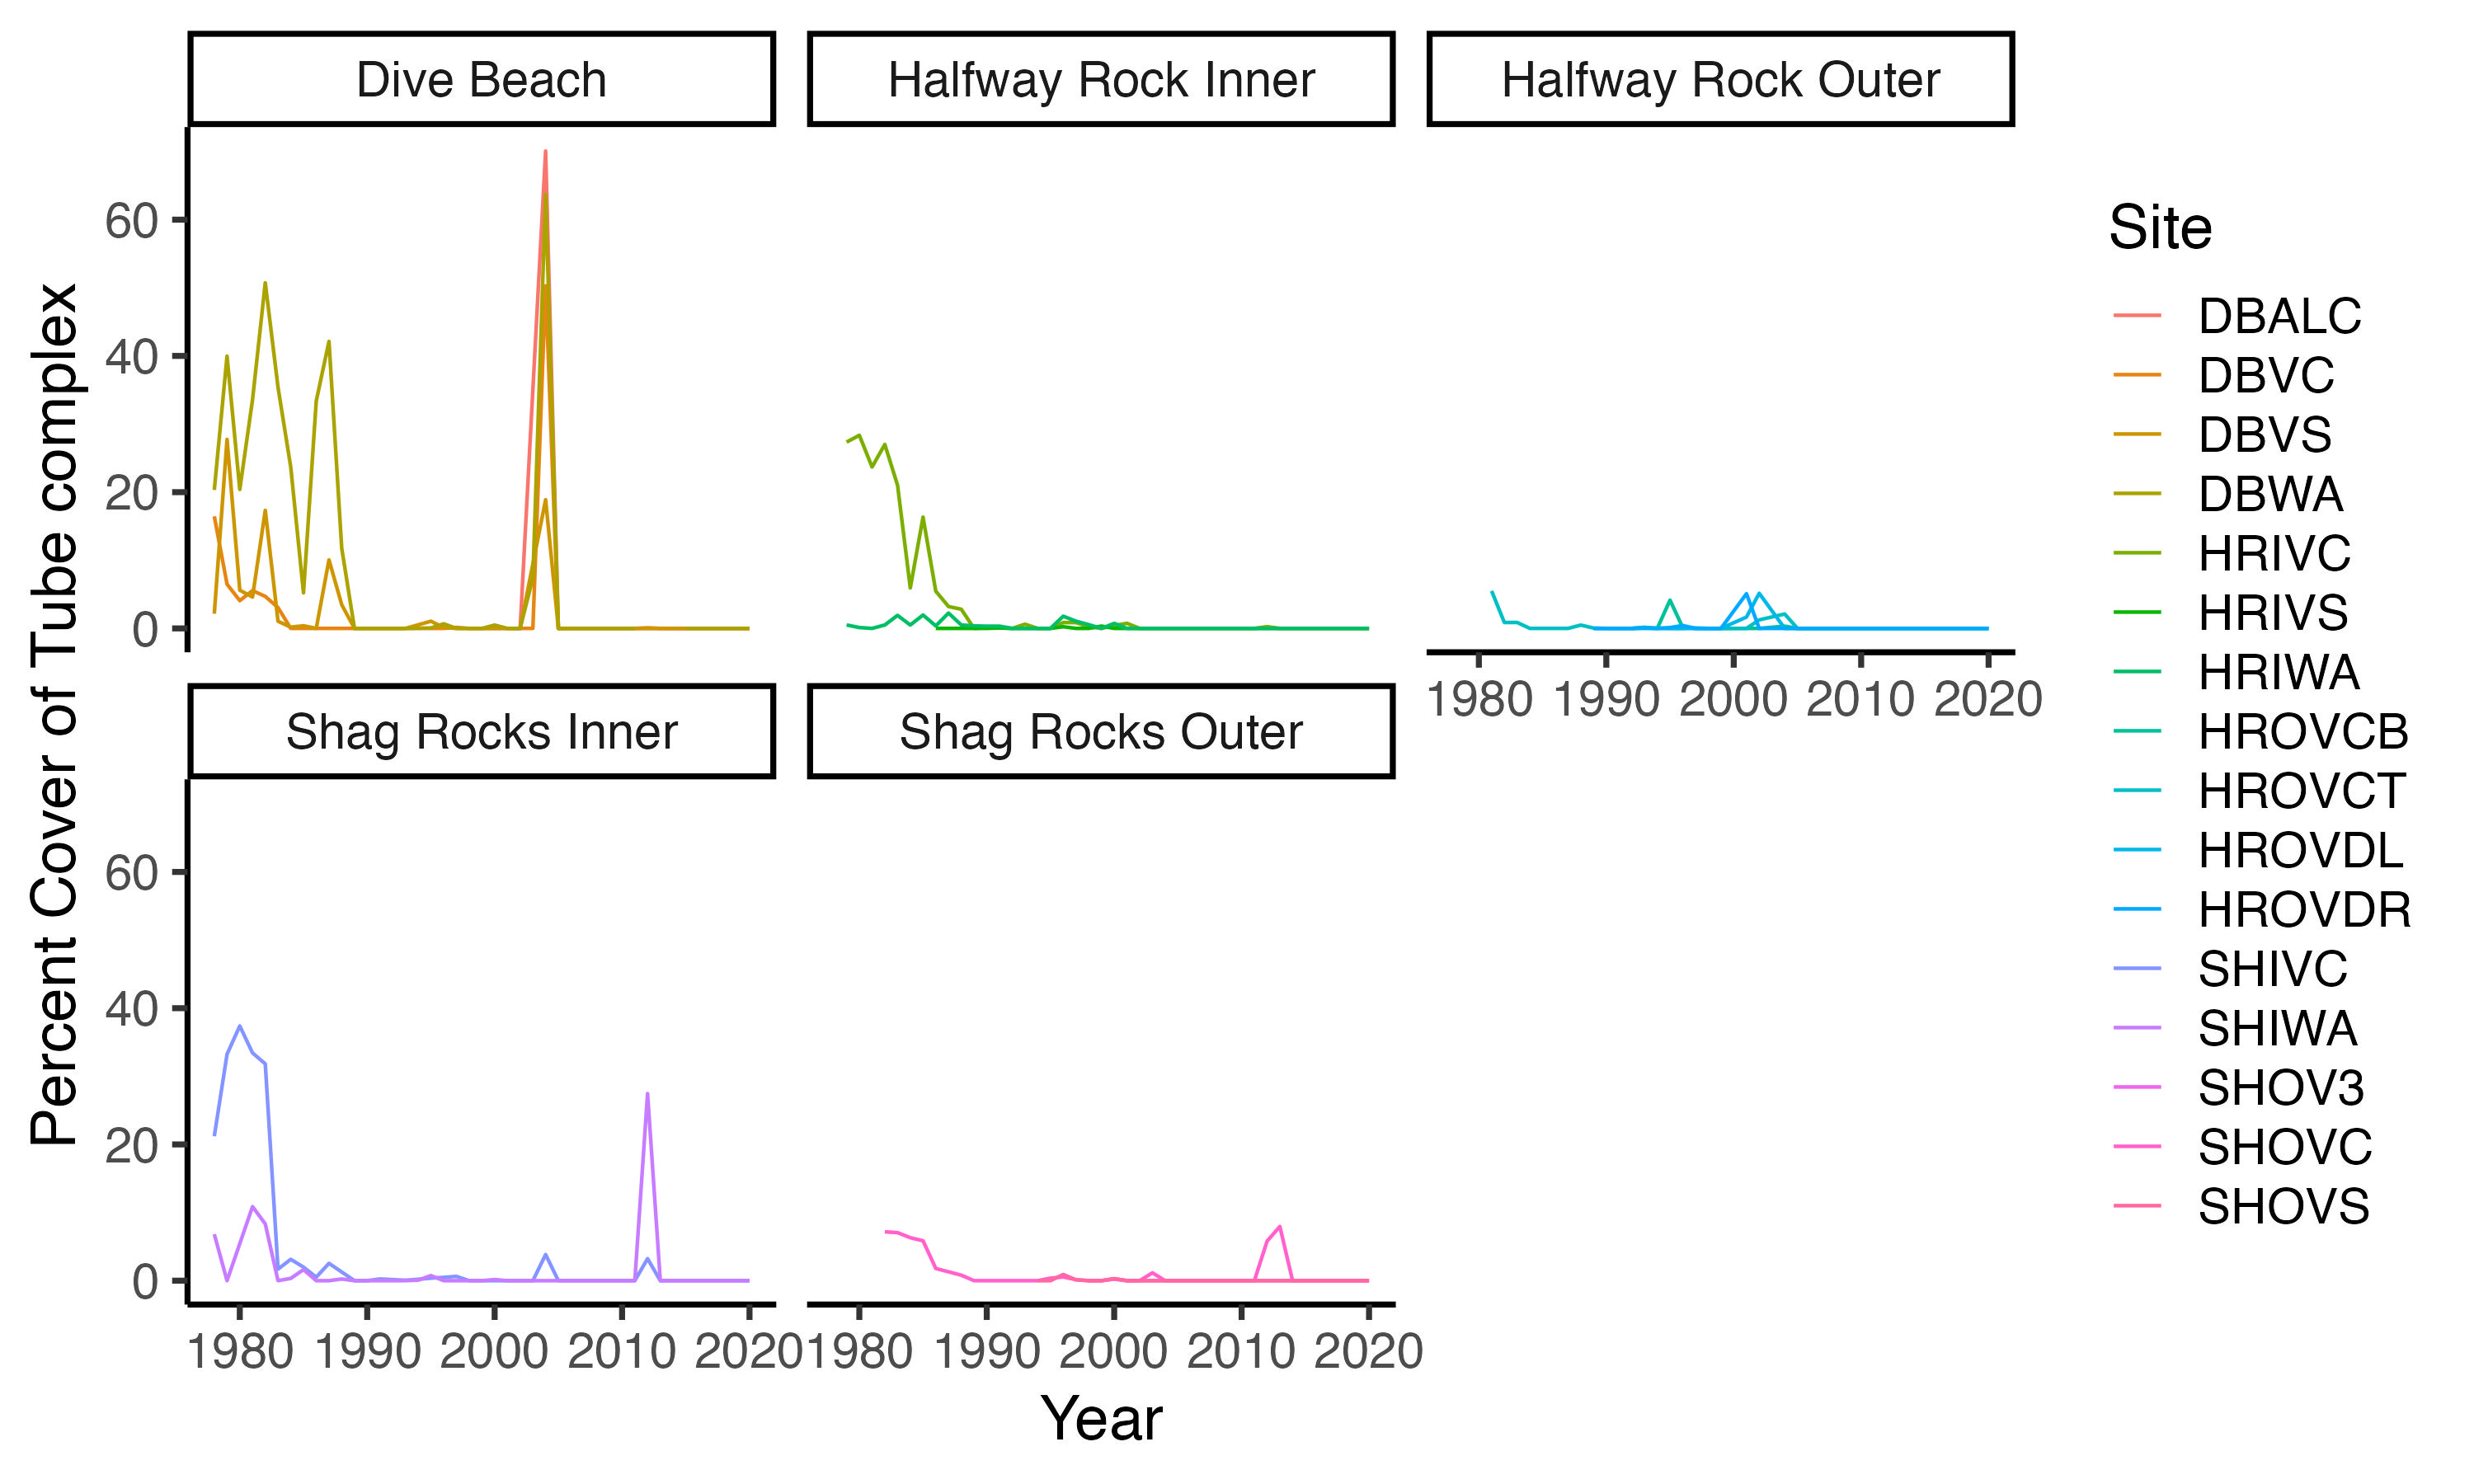 Dive Beach
Halfway Rock Inner
Halfway Rock Outer
60
40
20
0
1980 1990 2000 2010 2020
Shag Rocks Inner
Shag Rocks Outer
60
40
20
0
1980 1990 2000 2010 2020
1980 1990 2000 2010 2020
Year
Percent Cover of Tube complex
Site
DBALC
DBVC
DBVS
DBWA
HRIVC
HRIVS
HRIWA
HROVCB
HROVCT
HROVDL
HROVDR
SHIVC
SHIWA
SHOV3
SHOVC
SHOVS